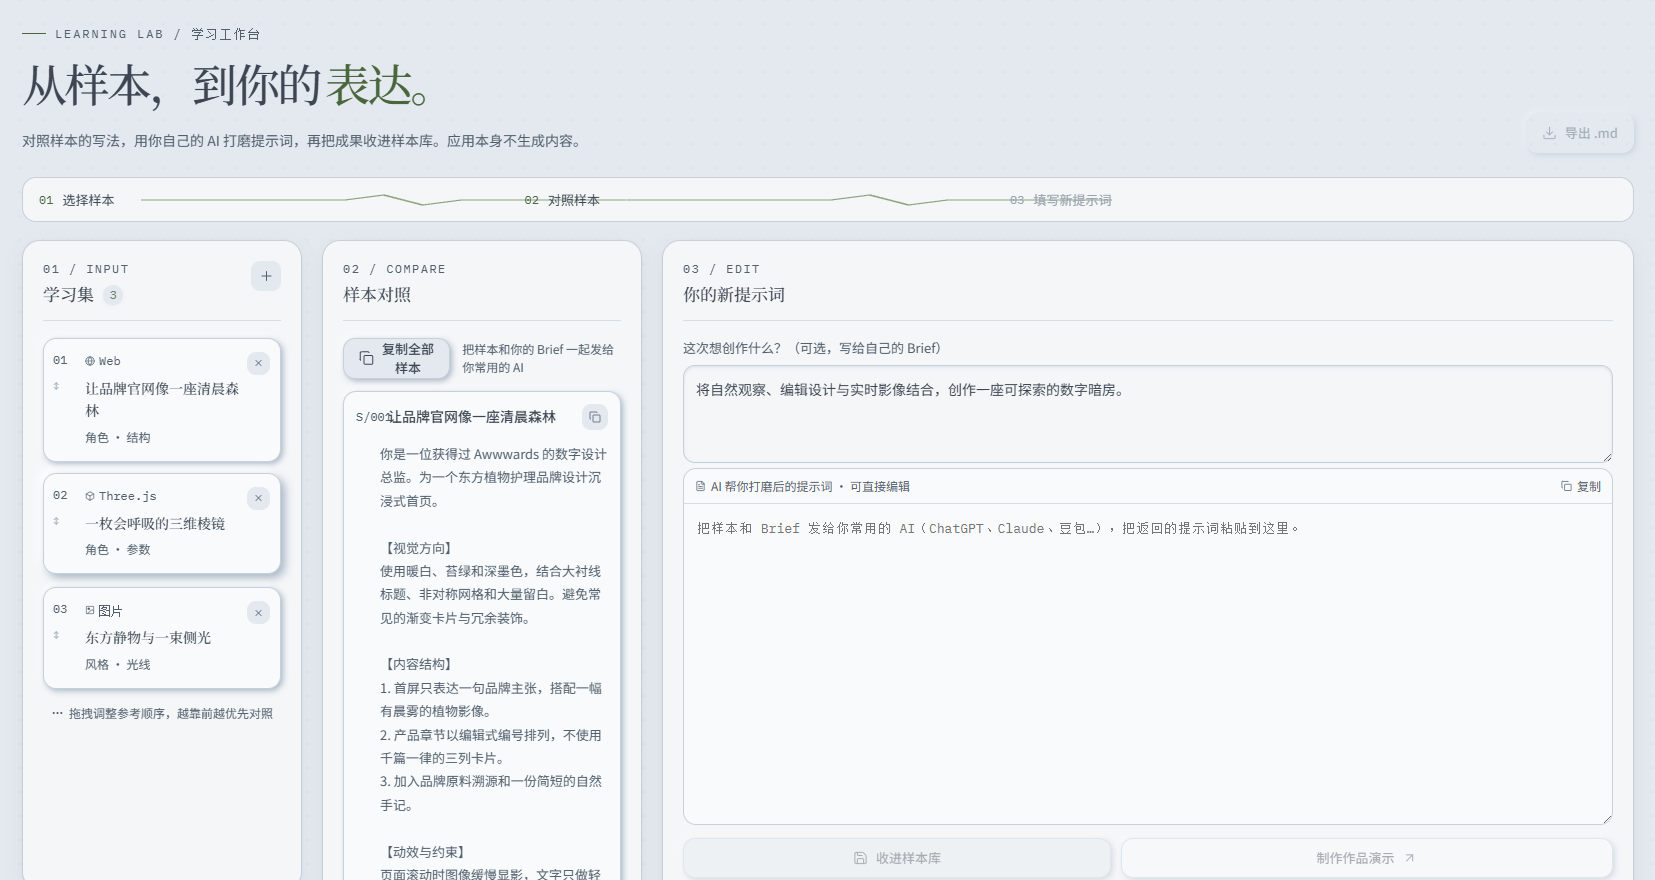 LEARNING LAB / 学习工作台
从样本，到你的表达。
对照样本的写法，用你自己的 AI 打磨提示词，再把成果收进样本库。应用本身不生成内容。
导出 .md
01 选择样本
02 对照样本
03 填写新提示词
01 / INPUT
学习集 3
01 Web
让品牌官网像一座清晨森
林
角色 · 结构
02 Three.js
一枚会呼吸的三维棱镜
角色 · 参数
03 图片
东方静物与一束侧光
风格 · 光线
··· 拖拽调整参考顺序，越靠前越优先对照
02 / COMPARE
样本对照
复制全部
样本
把样本和你的 Brief 一起发给
你常用的 AI
S/001 让品牌官网像一座清晨森林
你是一位获得过 Awwwards 的数字设计
总监。为一个东方植物护理品牌设计沉
浸式首页。
【视觉方向】
使用暖白、苔绿和深墨色，结合大衬线
标题、非对称网格和大量留白。避免常
见的渐变卡片与冗余装饰。
【内容结构】
1. 首屏只表达一句品牌主张，搭配一幅
有晨雾的植物影像。
2. 产品章节以编辑式编号排列，不使用
千篇一律的三列卡片。
3. 加入品牌原料溯源和一份简短的自然
手记。
【动效与约束】
页面滚动时图像缓慢显影，文字只做轻
03 / EDIT
你的新提示词
这次想创作什么？（可选，写给自己的 Brief）
将自然观察、编辑设计与实时影像结合，创作一座可探索的数字暗房。
AI 帮你打磨后的提示词 · 可直接编辑
复制
把样本和 Brief 发给你常用的 AI（ChatGPT、Claude、豆包…），把返回的提示词粘贴到这里。
收进样本库
制作作品演示